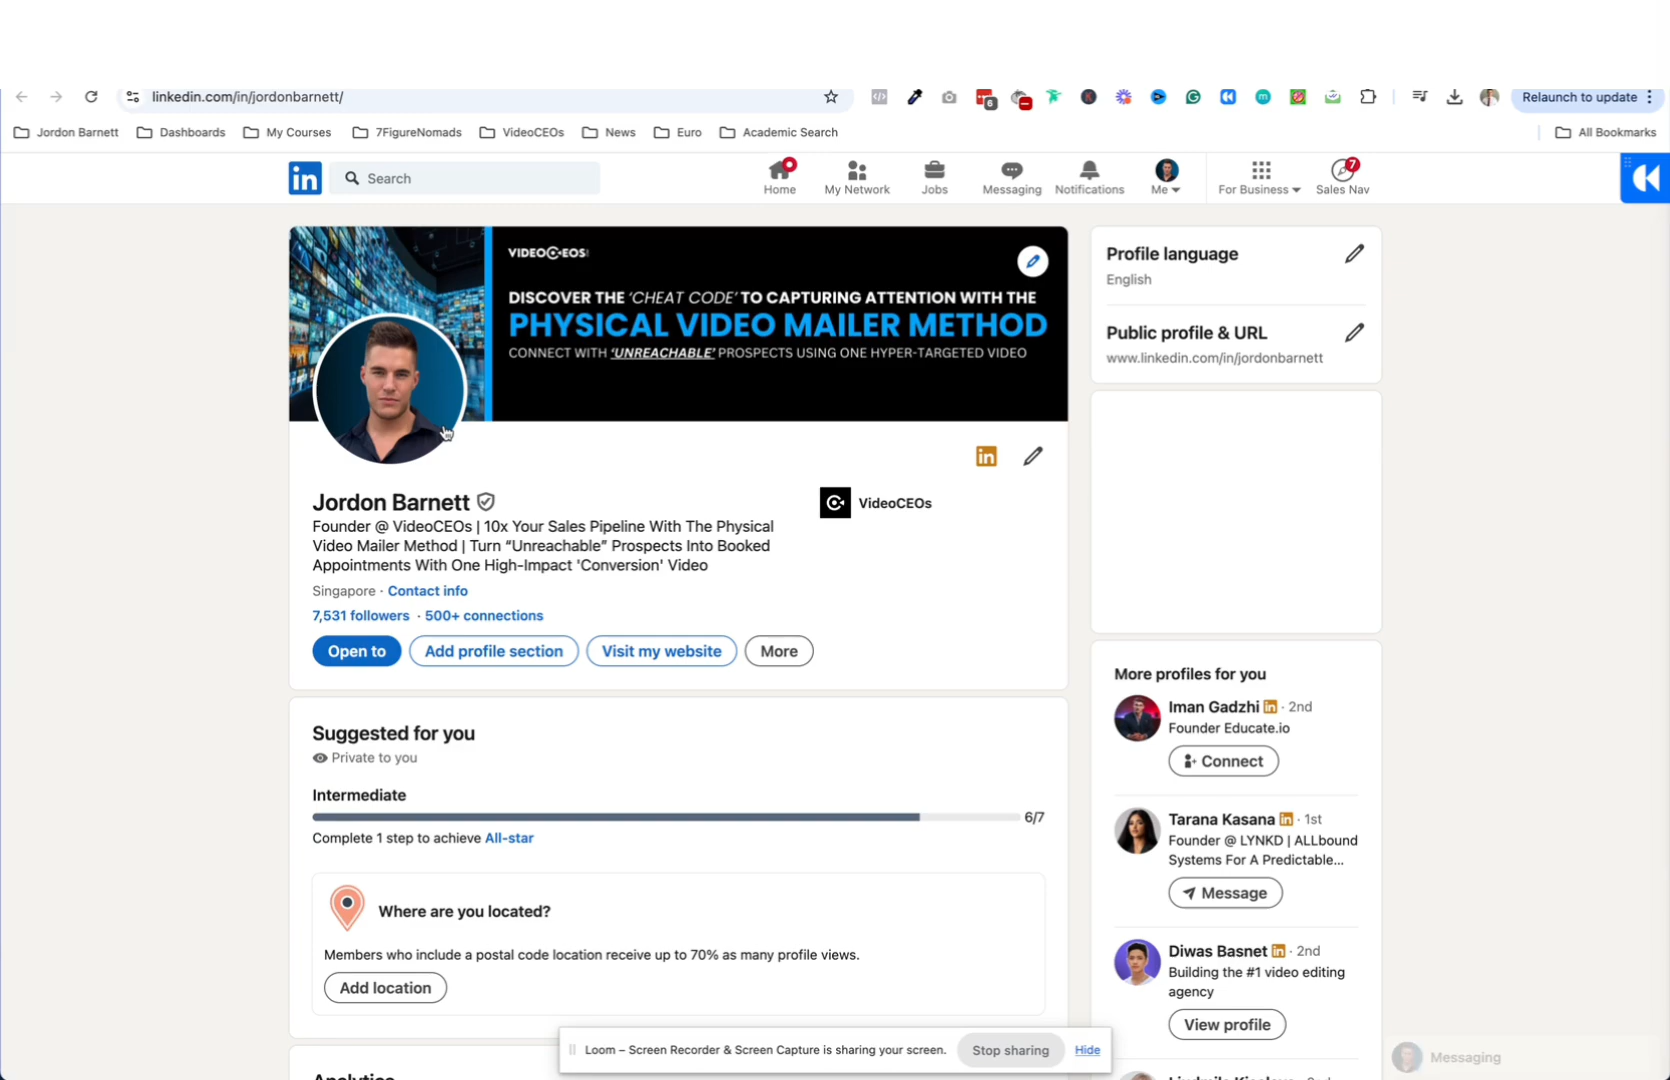 linkedin.com/in/jordonbarnett/
6
Relaunch to update
Jordon Barnett
Dashboards
My Courses
7FigureNomads
VideoCEOs
News
Euro
Academic Search
All Bookmarks
in
Search
Home
My Network
Jobs
Messaging
Notifications
Me
For Business
7
Sales Nav
VIDEOCEOS
DISCOVER THE 'CHEAT CODE' TO CAPTURING ATTENTION WITH THE
PHYSICAL VIDEO MAILER METHOD
CONNECT WITH 'UNREACHABLE' PROSPECTS USING ONE HYPER-TARGETED VIDEO
in
Jordon Barnett
VideoCEOs
Founder @ VideoCEOs | 10x Your Sales Pipeline With The Physical
Video Mailer Method | Turn “Unreachable” Prospects Into Booked
Appointments With One High-Impact 'Conversion' Video
Singapore · Contact info
7,531 followers · 500+ connections
Open to
Add profile section
Visit my website
More
Suggested for you
Private to you
Intermediate
6/7
Complete 1 step to achieve All-star
Where are you located?
Members who include a postal code location receive up to 70% as many profile views.
Add location
Profile language
English
Public profile & URL
www.linkedin.com/in/jordonbarnett
More profiles for you
Iman Gadzhi in · 2nd
Founder Educate.io
Connect
Tarana Kasana in · 1st
Founder @ LYNKD | ALLbound
Systems For A Predictable...
Message
Diwas Basnet in · 2nd
Building the #1 video editing
agency
View profile
Loom – Screen Recorder & Screen Capture is sharing your screen.
Stop sharing
Hide
Messaging
Analytics